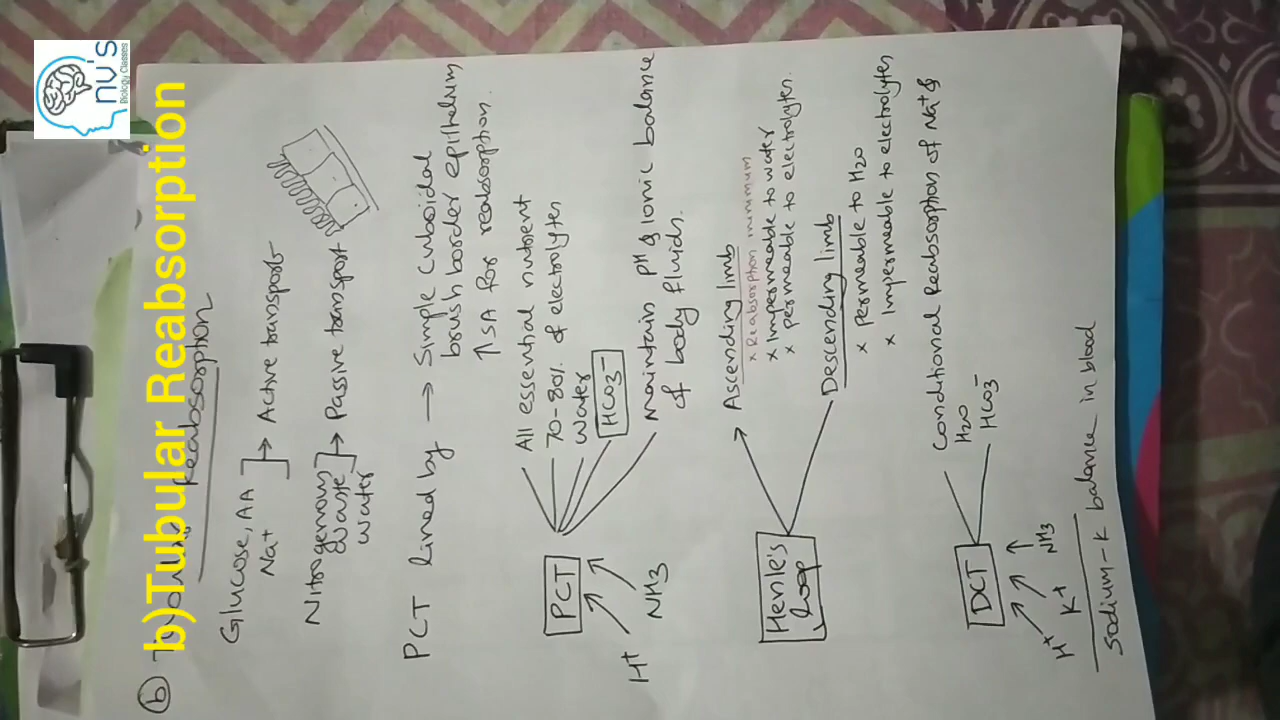 nv's
Biology Classes
b)Tubular Reabsorption
(b) Reabsorption
Glucose, AA
Na+
→ Active transport
Nitrogenous
Waste,
Water
→ Passive transport
PCT lined by → Simple Cuboidal
brush border epithelium
↑SA for reabsorption.
PCT
H+
NH3
All essential nutrient
70-80% of electrolytes
Water
HCO3-
Maintain pH & Ionic balance
of body fluids.
Henle's
Loop
Ascending limb
x Reabsorption minimum
x Impermeable to water
x permeable to electrolytes.
Descending limb
x Permeable to H2O
x Impermeable to electrolytes
DCT
H+ K+ NH3
Conditional Reabsorption of Na+ &
H2O
HCO3-
Sodium-K balance in blood